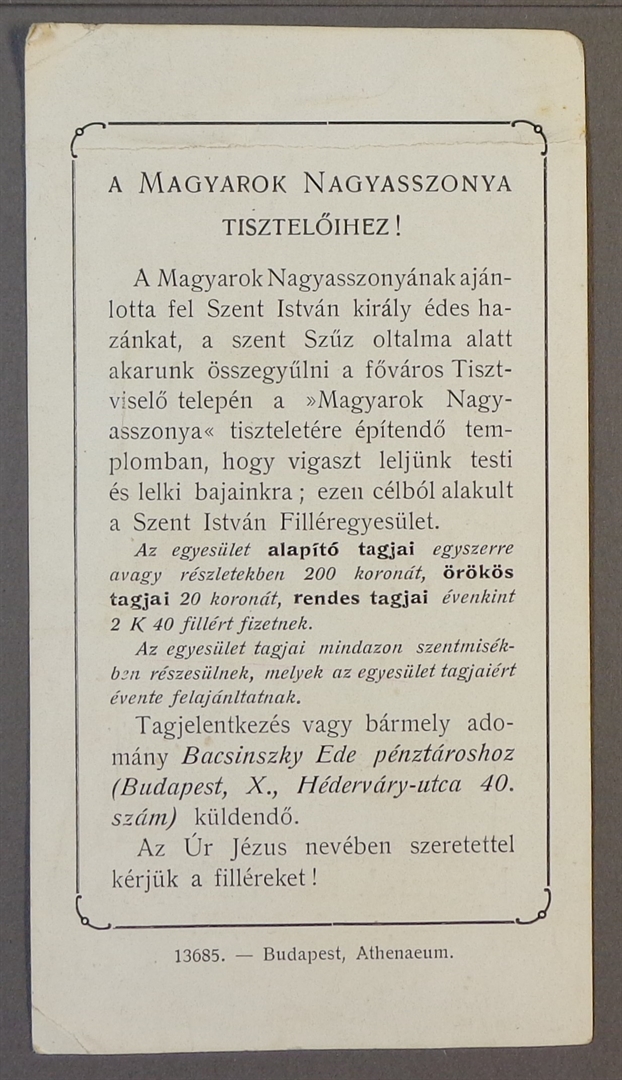 A MAGYAROK NAGYASSZONYA
TISZTELŐIHEZ!
A Magyarok Nagyasszonyának aján-
lotta fel Szent István király édes ha-
zánkat, a szent Szűz oltalma alatt
akarunk összegyűlni a főváros Tiszt-
viselő telepén a »Magyarok Nagy-
asszonya« tiszteletére építendő tem-
plomban, hogy vigaszt leljünk testi
és lelki bajainkra; ezen célból alakult
a Szent István Filléregyesület.
Az egyesület alapító tagjai egyszerre
avagy részletekben 200 koronát, örökös
tagjai 20 koronát, rendes tagjai évenkint
2 K 40 fillért fizetnek.
Az egyesület tagjai mindazon szentmisék-
ben részesülnek, melyek az egyesület tagjaiért
évente felajánltatnak.
Tagjelentkezés vagy bármely ado-
mány Bacsinszky Ede pénztároshoz
(Budapest, X., Héderváry-utca 40.
szám) küldendő.
Az Úr Jézus nevében szeretettel
kérjük a filléreket!
13685. — Budapest, Athenaeum.